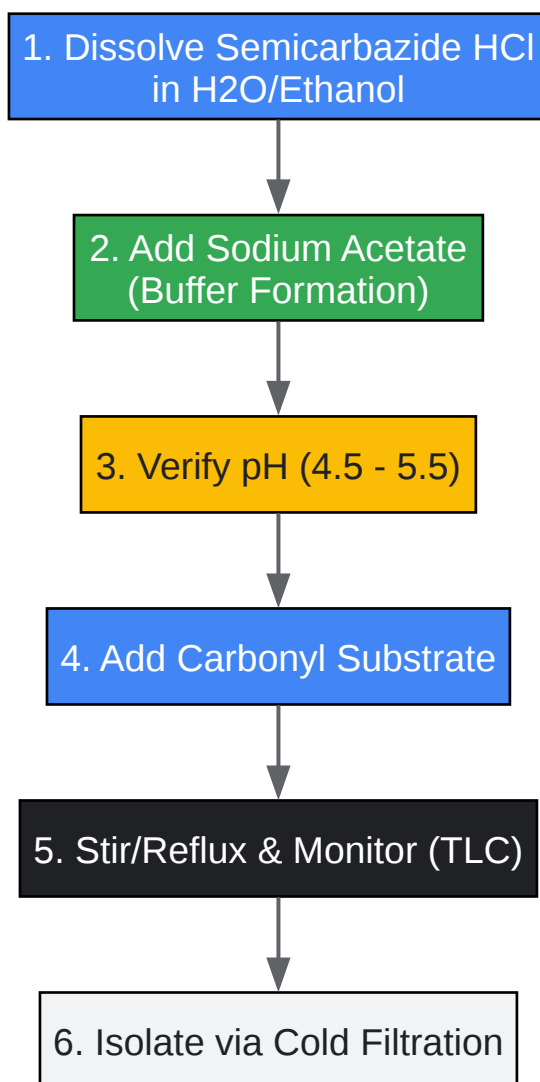 1. Dissolve Semicarbazide HCl
in H2O/Ethanol
2. Add Sodium Acetate
(Buffer Formation)
3. Verify pH (4.5 - 5.5)
4. Add Carbonyl Substrate
5. Stir/Reflux & Monitor (TLC)
6. Isolate via Cold Filtration